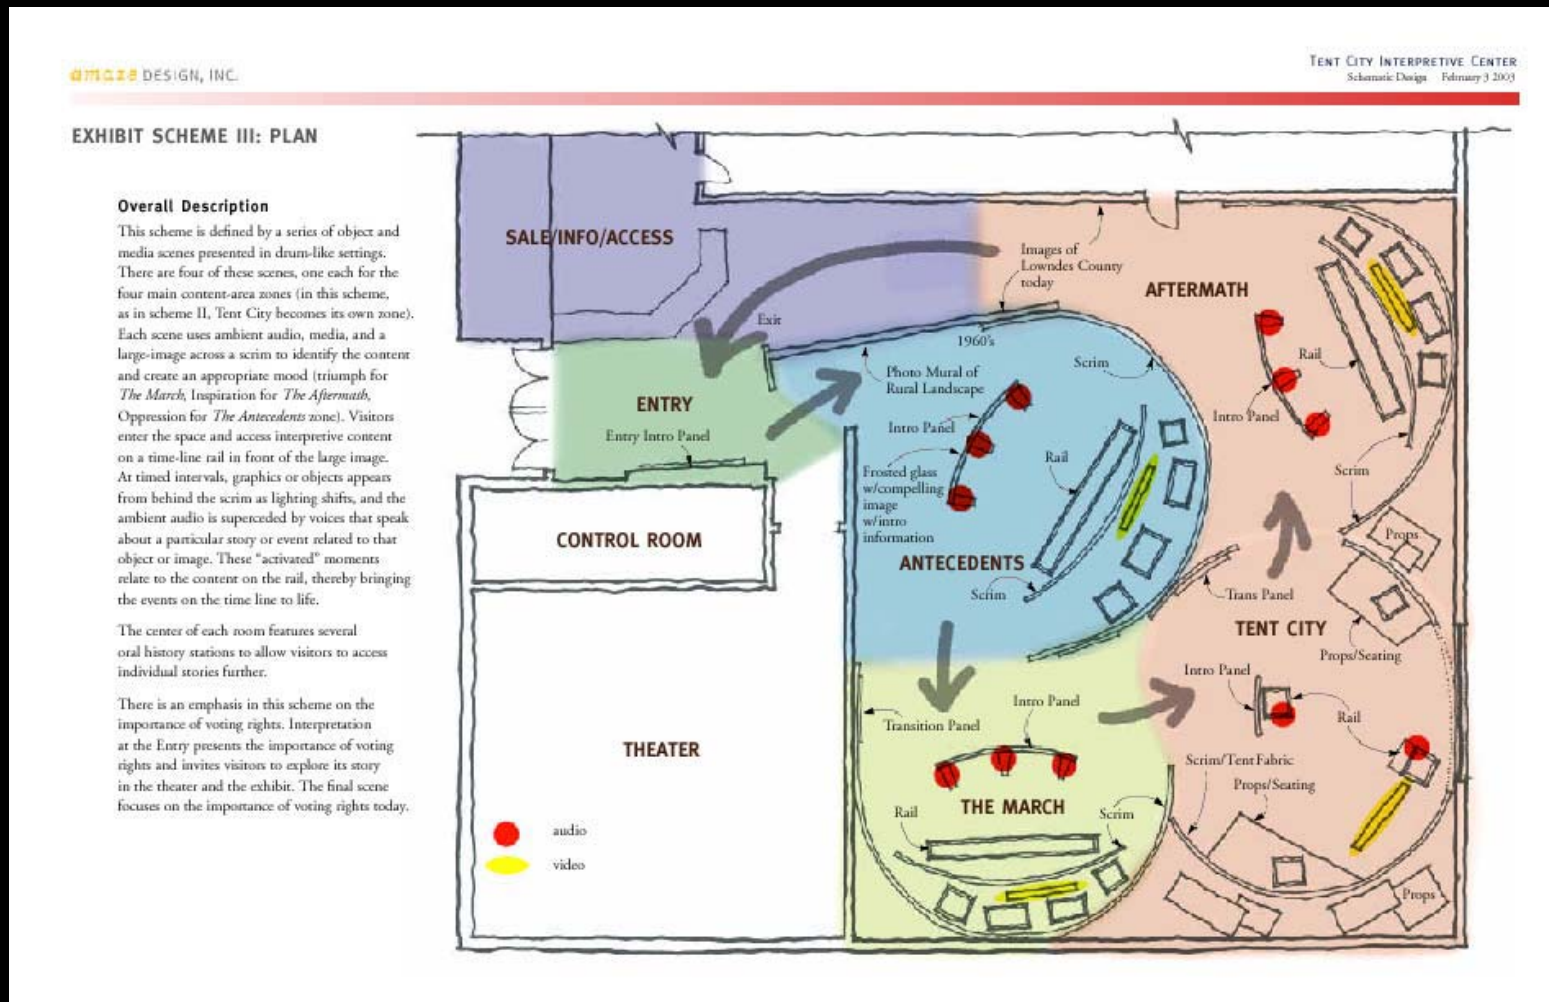 amaze DESIGN, INC.
TENT CITY INTERPRETIVE CENTER
Schematic Design February 3 2003
EXHIBIT SCHEME III: PLAN
Overall Description
This scheme is defined by a series of object and
media scenes presented in drum-like settings.
There are four of these scenes, one each for the
four main content-area zones (in this scheme,
as in scheme II, Tent City becomes its own zone).
Each scene uses ambient audio, media, and a
large-image across a scrim to identify the content
and create an appropriate mood (triumph for
The March, Inspiration for The Aftermath,
Oppression for The Antecedents zone). Visitors
enter the space and access interpretive content
on a time-line rail in front of the large image.
At timed intervals, graphics or objects appears
from behind the scrim as lighting shifts, and the
ambient audio is superceded by voices that speak
about a particular story or event related to that
object or image. These “activated” moments
relate to the content on the rail, thereby bringing
the events on the time line to life.
The center of each room features several
oral history stations to allow visitors to access
individual stories further.
There is an emphasis in this scheme on the
importance of voting rights. Interpretation
at the Entry presents the importance of voting
rights and invites visitors to explore its story
in the theater and the exhibit. The final scene
focuses on the importance of voting rights today.
SALE/INFO/ACCESS
Exit
ENTRY
Entry Intro Panel
CONTROL ROOM
THEATER
audio
video
Images of
Lowndes County
today
1960's
Photo Mural of
Rural Landscape
Scrim
Intro Panel
Rail
Frosted glass
w/compelling
image
w/intro
information
ANTECEDENTS
Scrim
AFTERMATH
Rail
Intro Panel
Scrim
Props
Trans Panel
TENT CITY
Props/Seating
Intro Panel
Rail
Scrim/Tent Fabric
Props/Seating
Props
Transition Panel
Intro Panel
THE MARCH
Rail
Scrim